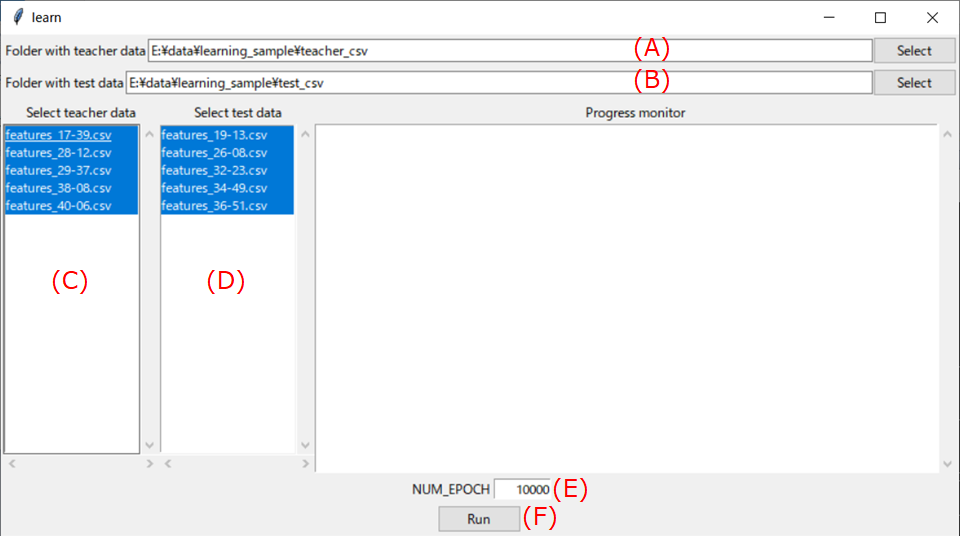 learn
Folder with teacher data E:¥data¥learning_sample¥teacher_csv (A) Select
Folder with test data E:¥data¥learning_sample¥test_csv (B) Select
Select teacher data Select test data Progress monitor
features_17-39.csv features_19-13.csv
features_28-12.csv features_26-08.csv
features_29-37.csv features_32-23.csv
features_38-08.csv features_34-49.csv
features_40-06.csv features_36-51.csv
(C) (D)
NUM_EPOCH 10000 (E)
Run (F)